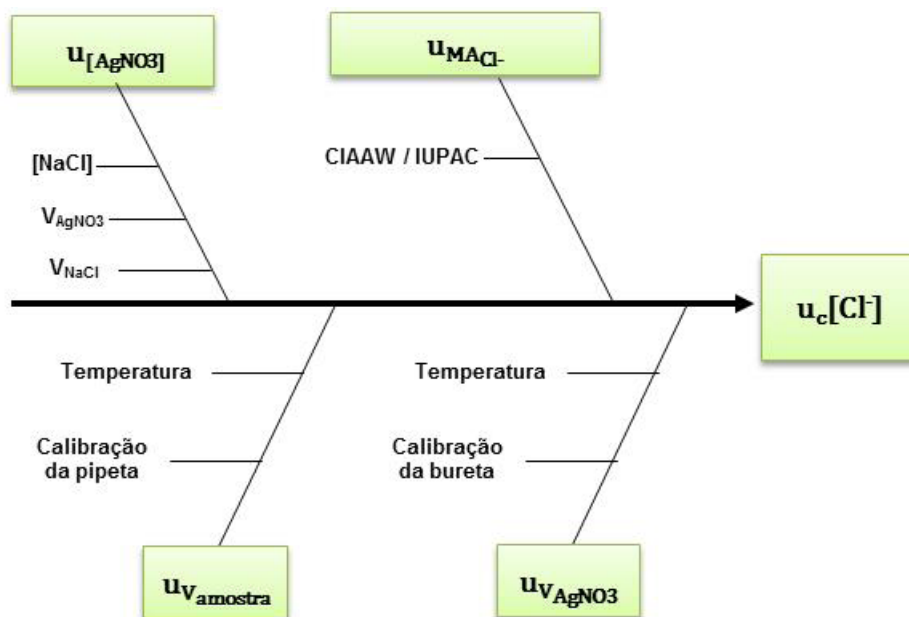 u[AgNO3]
uMACl-
[NaCl]
CIAAW / IUPAC
VAgNO3
VNaCl
uc[Cl-]
Temperatura
Temperatura
Calibração
da pipeta
Calibração
da bureta
uVamostra
uVAgNO3